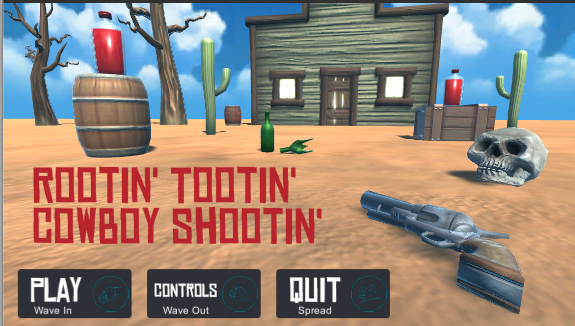 ROOTIN' TOOTIN'
COWBOY SHOOTIN'
PLAY
Wave In
CONTROLS
Wave Out
QUIT
Spread